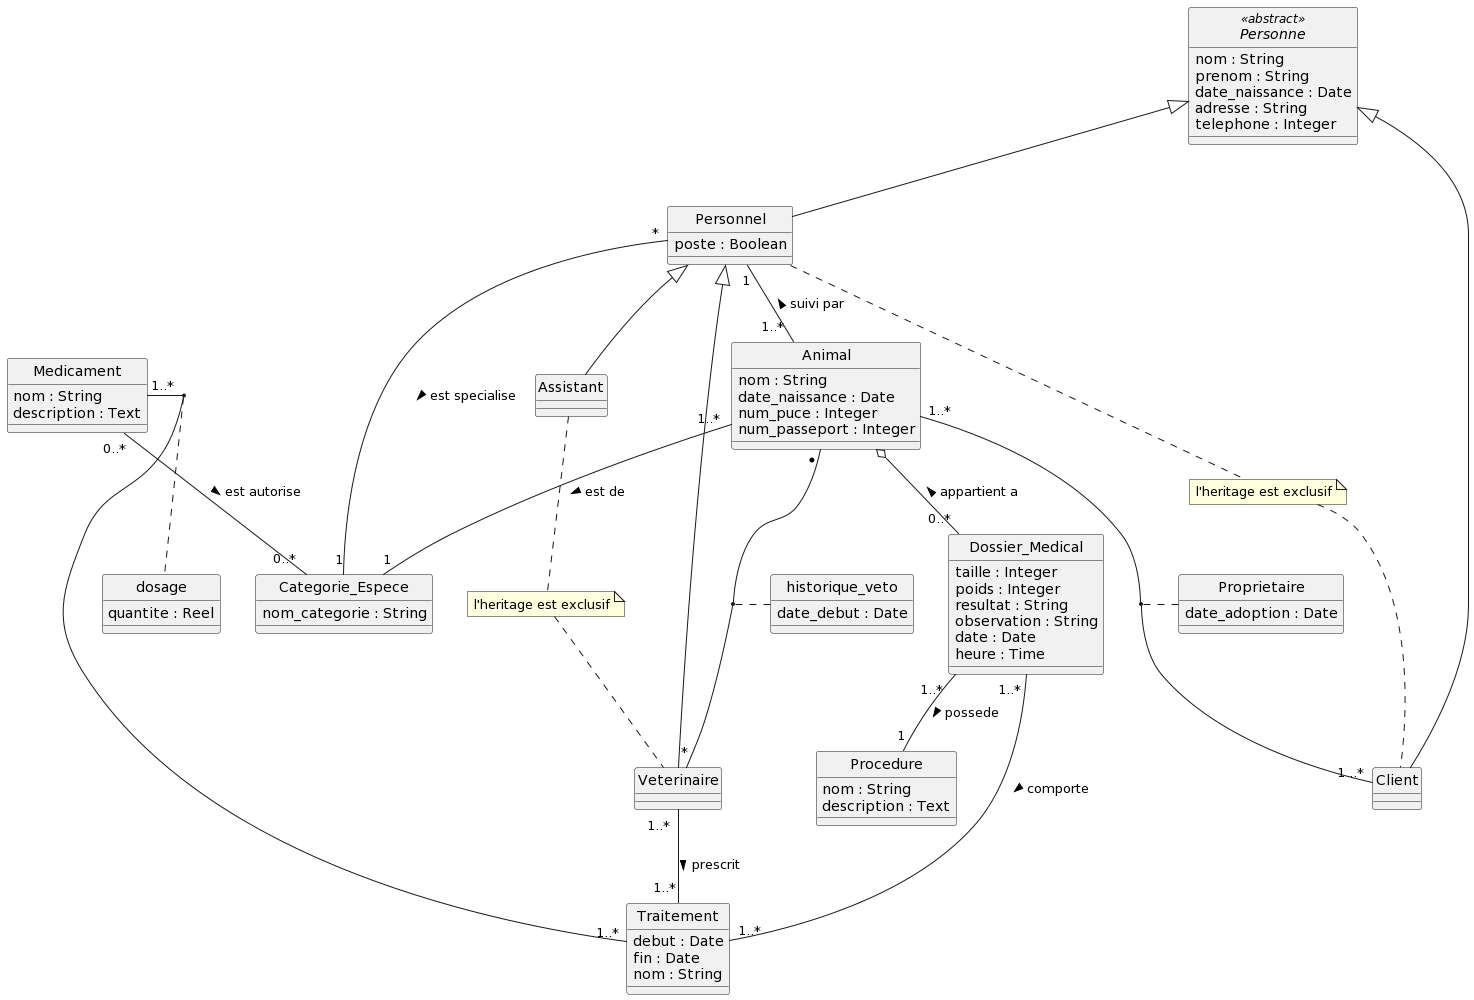 «abstract»
Personne
nom : String
prenom : String
date_naissance : Date
adresse : String
telephone : Integer
Personnel
poste : Boolean
*
1
suivi par
1..*
Medicament
nom : String
description : Text
1..*
0..*
est autorise
0..*
est specialise
1
Assistant
Animal
nom : String
date_naissance : Date
num_puce : Integer
num_passeport : Integer
1..*
1..*
est de
1
appartient a
0..*
l'heritage est exclusif
dosage
quantite : Reel
Categorie_Espece
nom_categorie : String
l'heritage est exclusif
historique_veto
date_debut : Date
Dossier_Medical
taille : Integer
poids : Integer
resultat : String
observation : String
date : Date
heure : Time
Proprietaire
date_adoption : Date
1..*
1..*
possede
1
*
Veterinaire
Procedure
nom : String
description : Text
comporte
1..*
Client
1..*
prescrit
1..*
1..*
Traitement
debut : Date
fin : Date
nom : String
1..*